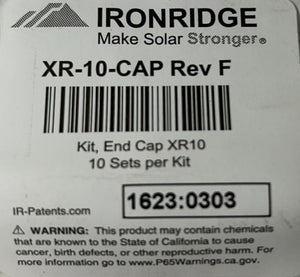 IRONRIDGE
Make Solar Stronger®
XR-10-CAP Rev F
Kit, End Cap XR10
10 Sets per Kit
1623:0303
IR-Patents.com
⚠ WARNING: This product may contain chemicals
that are known to the State of California to cause
cancer, birth defects, or other reproductive harm. For
more information go to www.P65Warnings.ca.gov.